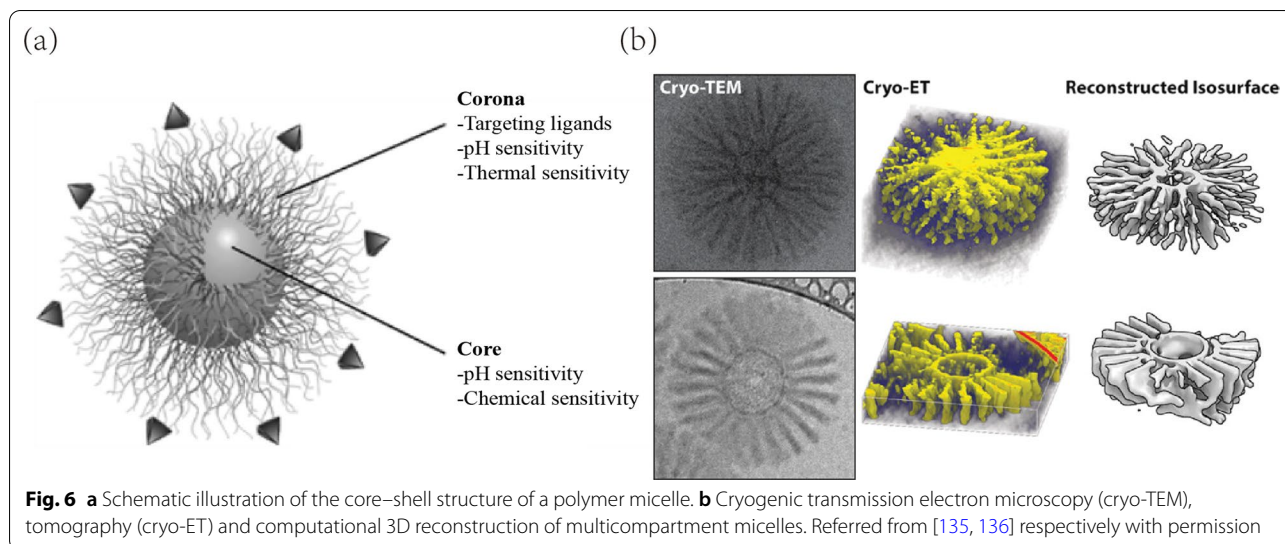 (a)
Corona
-Targeting ligands
-pH sensitivity
-Thermal sensitivity
Core
-pH sensitivity
-Chemical sensitivity
(b)
Cryo-TEM
Cryo-ET
Reconstructed Isosurface
Fig. 6 a Schematic illustration of the core–shell structure of a polymer micelle. b Cryogenic transmission electron microscopy (cryo-TEM),
tomography (cryo-ET) and computational 3D reconstruction of multicompartment micelles. Referred from [135, 136] respectively with permission